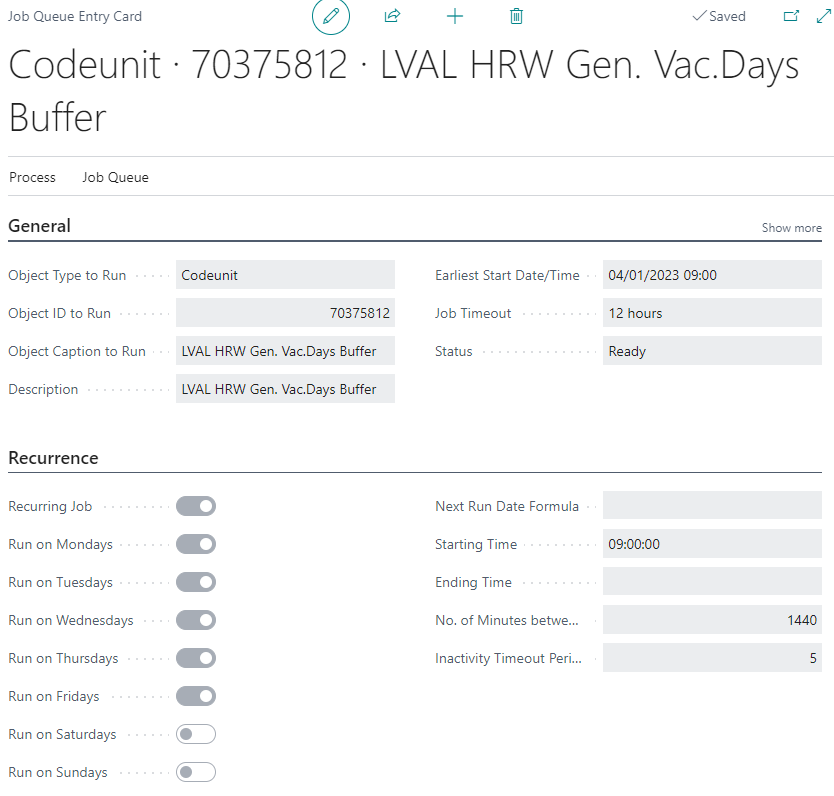 Job Queue Entry Card
Saved
Codeunit · 70375812 · LVAL HRW Gen. Vac.Days
Buffer
Process Job Queue
General
Show more
Object Type to Run Codeunit
Object ID to Run 70375812
Object Caption to Run LVAL HRW Gen. Vac.Days Buffer
Description LVAL HRW Gen. Vac.Days Buffer
Earliest Start Date/Time 04/01/2023 09:00
Job Timeout 12 hours
Status Ready
Recurrence
Recurring Job
Run on Mondays
Run on Tuesdays
Run on Wednesdays
Run on Thursdays
Run on Fridays
Run on Saturdays
Run on Sundays
Next Run Date Formula
Starting Time 09:00:00
Ending Time
No. of Minutes betwe... 1440
Inactivity Timeout Peri... 5